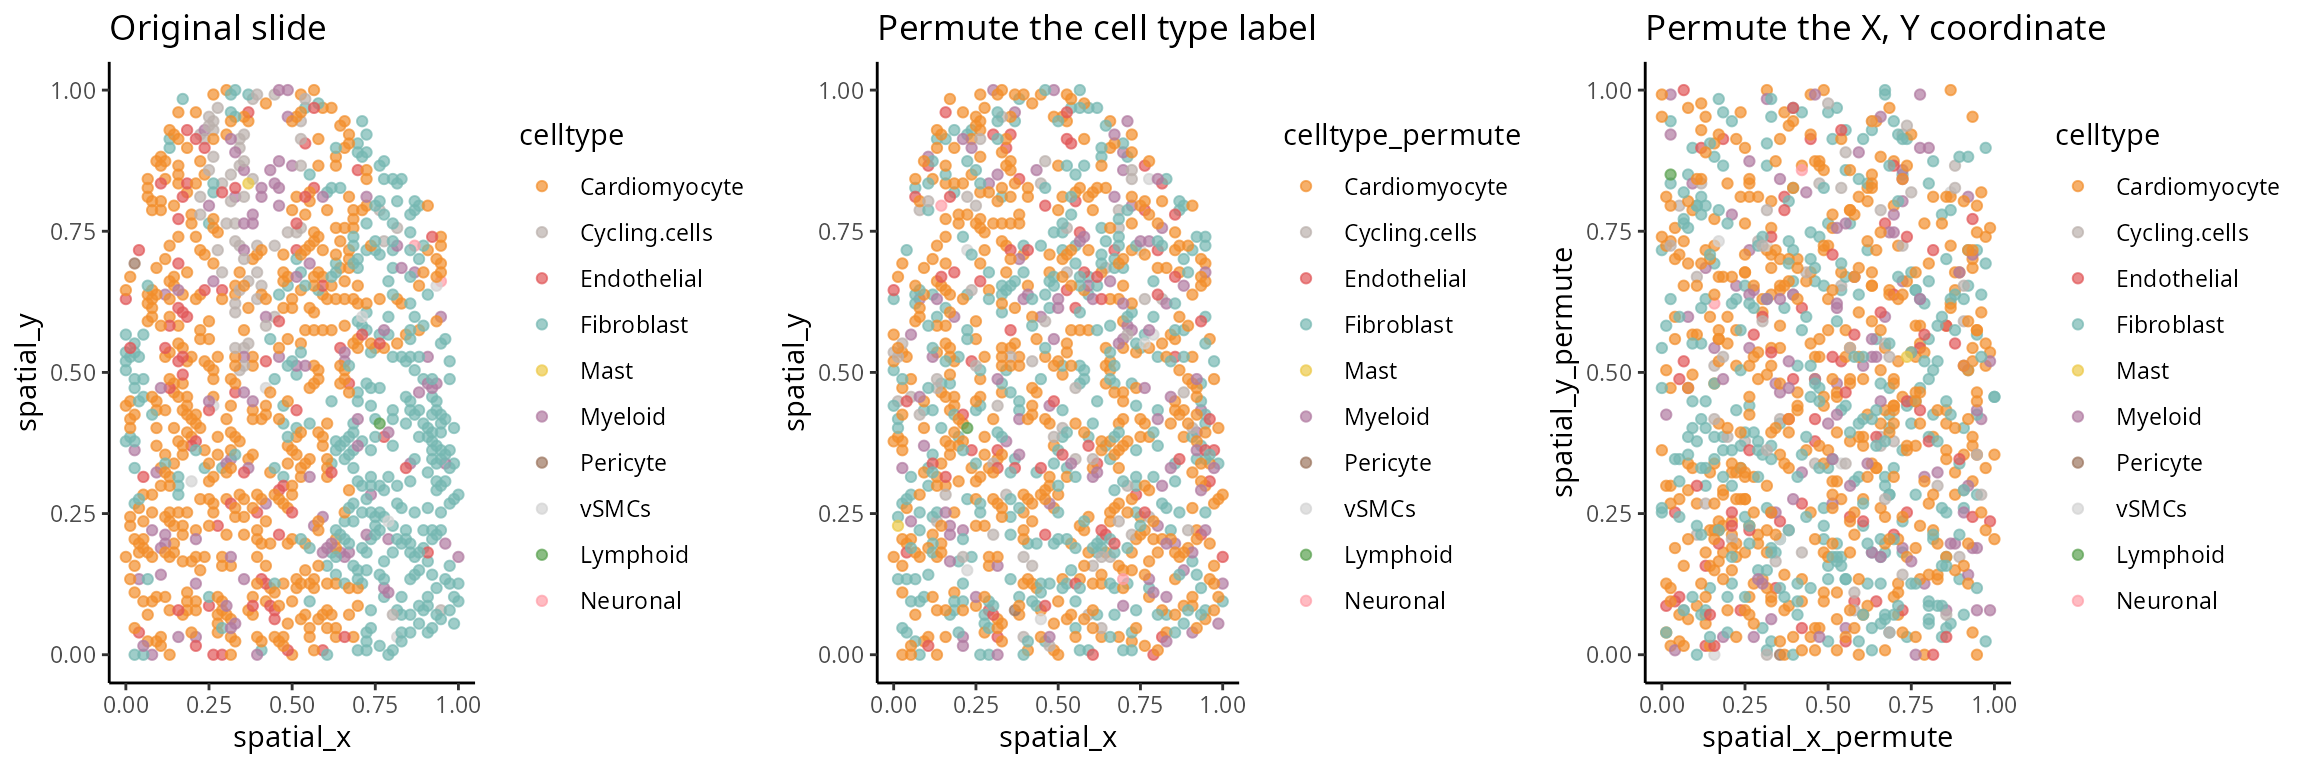 Original slide
spatial_y
1.00
0.75
0.50
0.25
0.00
0.00 0.25 0.50 0.75 1.00
spatial_x
celltype
Cardiomyocyte
Cycling.cells
Endothelial
Fibroblast
Mast
Myeloid
Pericyte
vSMCs
Lymphoid
Neuronal
Permute the cell type label
spatial_y
1.00
0.75
0.50
0.25
0.00
0.00 0.25 0.50 0.75 1.00
spatial_x
celltype_permute
Cardiomyocyte
Cycling.cells
Endothelial
Fibroblast
Mast
Myeloid
Pericyte
vSMCs
Lymphoid
Neuronal
Permute the X, Y coordinate
spatial_y_permute
1.00
0.75
0.50
0.25
0.00
0.00 0.25 0.50 0.75 1.00
spatial_x_permute
celltype
Cardiomyocyte
Cycling.cells
Endothelial
Fibroblast
Mast
Myeloid
Pericyte
vSMCs
Lymphoid
Neuronal